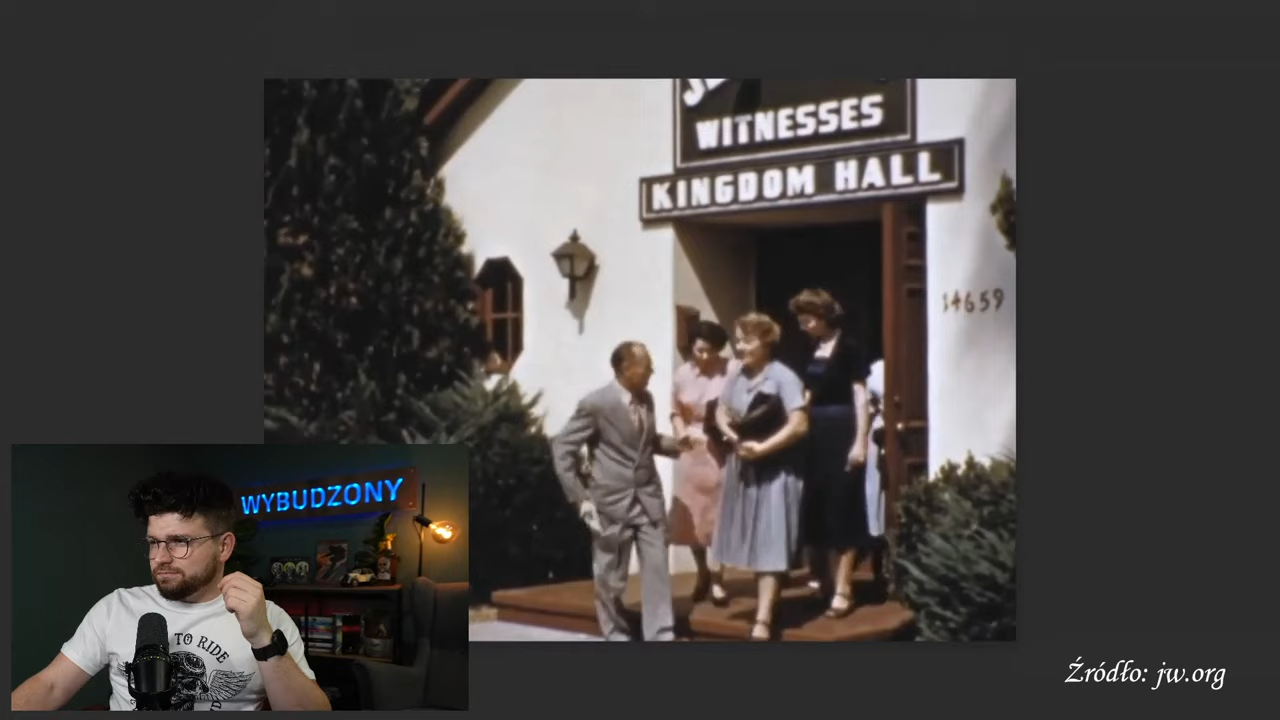 WITNESSES
KINGDOM HALL
14659
WYBUDZONY
TO RIDE
Źródło: jw.org